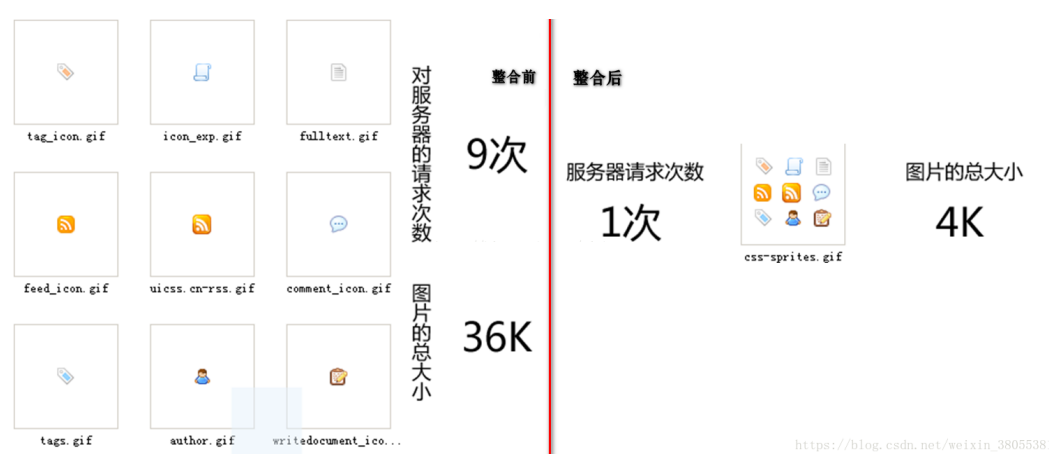 tag_icon.gif
icon_exp.gif
fulltext.gif
feed_icon.gif
uicss.cn-rss.gif
comment_icon.gif
tags.gif
author.gif
writedocument_ico...
对服务器的请求次数
整合前
9次
图片的总大小
36K
整合后
服务器请求次数
1次
css-sprites.gif
图片的总大小
4K
https://blog.csdn.net/weixin_3805538